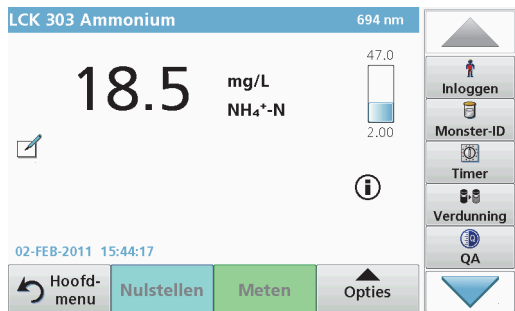 LCK 303 Ammonium 694 nm
18.5 mg/L
NH₄⁺-N
47.0
2.00
i
02-FEB-2011 15:44:17
Hoofd-
menu
Nulstellen
Meten
Opties
Inloggen
Monster-ID
Timer
Verdunning
QA